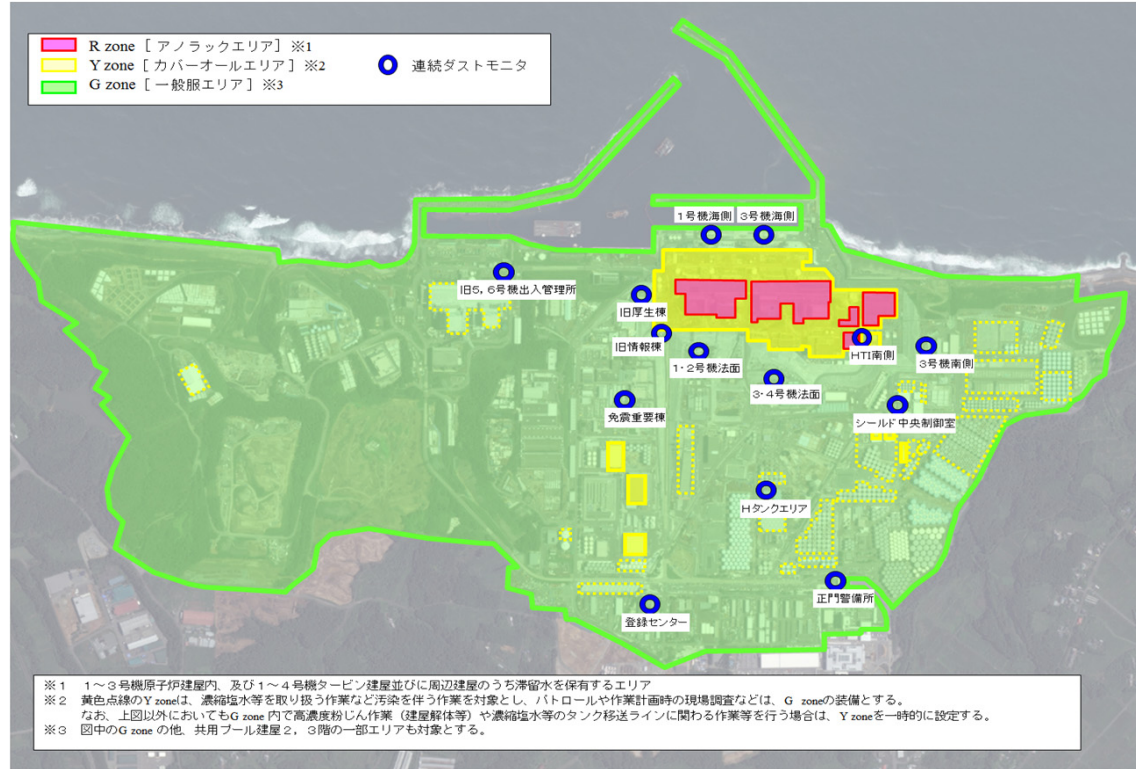 R zone [ アノラックエリア] ※1
Y zone [ カバーオールエリア] ※2
連続ダストモニタ
G zone [ 一般服エリア] ※3
1号機海側
3号機海側
旧5,6号機出入管理所
旧厚生棟
旧情報棟
1・2号機法面
HTI南側
3号機南側
3・4号機法面
免震重要棟
シールド中央制御室
Hタンクエリア
正門警備所
登録センター
※1 1～3号機原子炉建屋内、及び1～4号機タービン建屋並びに周辺建屋のうち滞留水を保有するエリア
※2 黄色点線のY zoneは、濃縮塩水等を取り扱う作業など汚染を伴う作業を対象とし、パトロールや作業計画時の現場調査などは、G zoneの装備とする。
なお、上図以外においてもG zone 内で高濃度粉じん作業（建屋解体等）や濃縮塩水等のタンク移送ラインに関わる作業等を行う場合は、Y zoneを一時的に設定する。
※3 図中のG zone の他、共用プール建屋2，3階の一部エリアも対象とする。